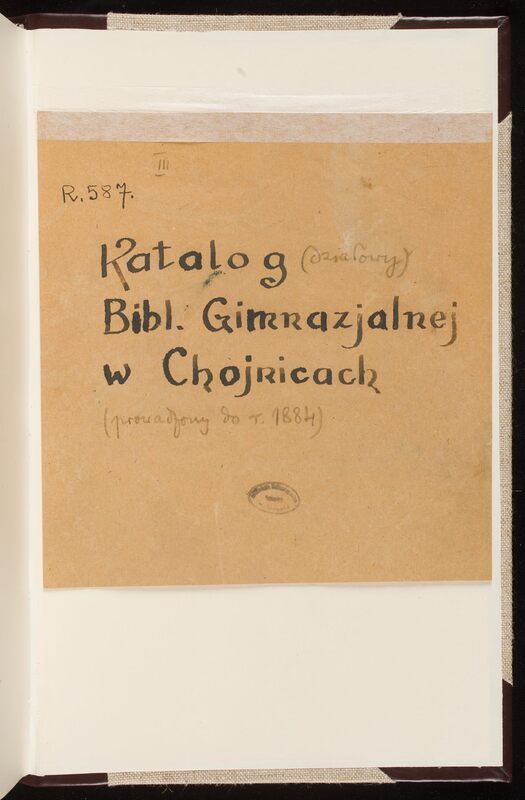 III
R. 587.
Katalog (działowy)
Bibl. Gimnazjalnej
w Chojnicach
(prowadzony do r. 1884)